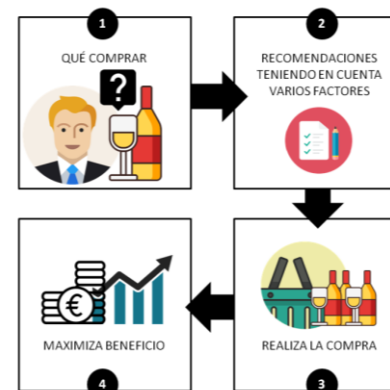 1
QUÉ COMPRAR
?
2
RECOMENDACIONES
TENIENDO EN CUENTA
VARIOS FACTORES
REALIZA LA COMPRA
3
€
MAXIMIZA BENEFICIO
4